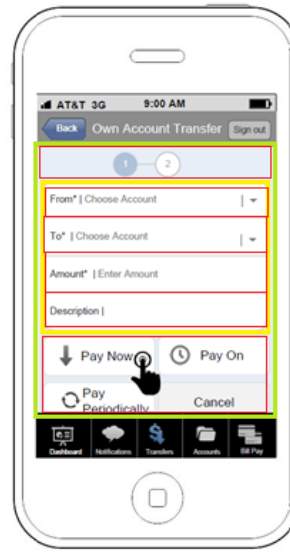 AT&T 3G 9:00 AM
Back Own Account Transfer Sign out
1 2
From* | Choose Account
To* | Choose Account
Amount* | Enter Amount
Description |
Pay Now Pay On
Pay
Periodically Cancel
Dashboard Notifications Transfers Accounts Bill Pay